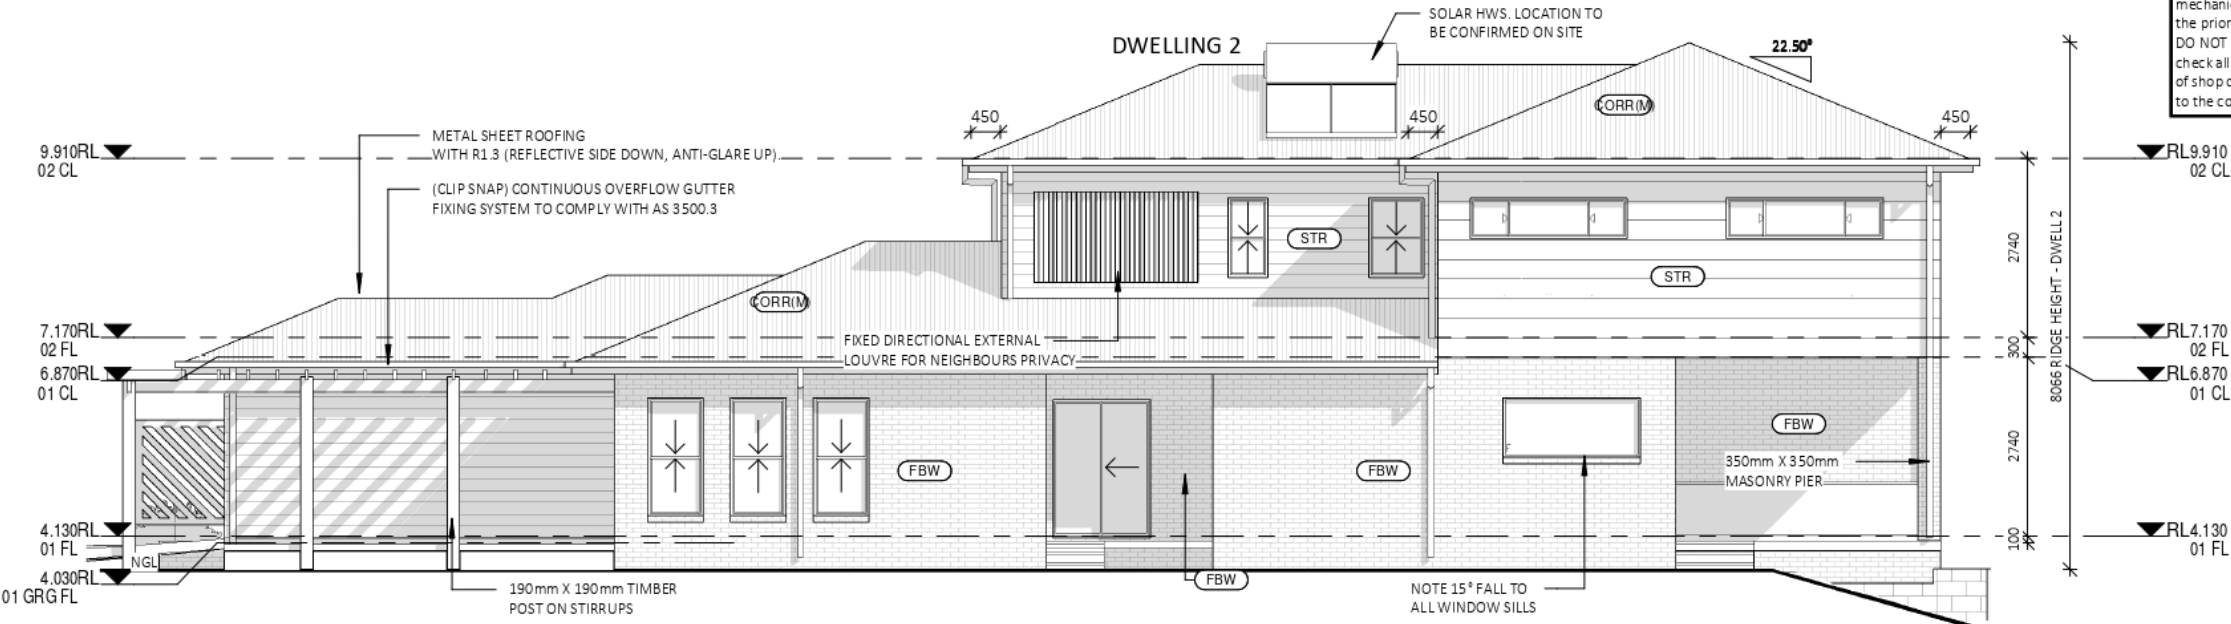 SOLAR HWS. LOCATION TO
BE CONFIRMED ON SITE
DWELLING 2
22.50°
the prior
DO NOT
check all
of shop
to the co
450
450
450
CORR(M)
METAL SHEET ROOFING
WITH R1.3 (REFLECTIVE SIDE DOWN, ANTI-GLARE UP).
(CLIP SNAP) CONTINUOUS OVERFLOW GUTTER
FIXING SYSTEM TO COMPLY WITH AS 3500.3
9.910RL
02 CL
RL9.910
02 CL
STR
STR
2740
8066 RIDGE HEIGHT - DWELL 2
CORR(M)
7.170RL
02 FL
FIXED DIRECTIONAL EXTERNAL
LOUVRE FOR NEIGHBOURS PRIVACY
300
RL7.170
02 FL
6.870RL
01 CL
RL6.870
01 CL
FBW
FBW
FBW
350mm X 350mm
MASONRY PIER
2740
4.130RL
01 FL
100
RL4.130
01 FL
NGL
4.030RL
01 GRG FL
190mm X 190mm TIMBER
POST ON STIRRUPS
FBW
NOTE 15° FALL TO
ALL WINDOW SILLS